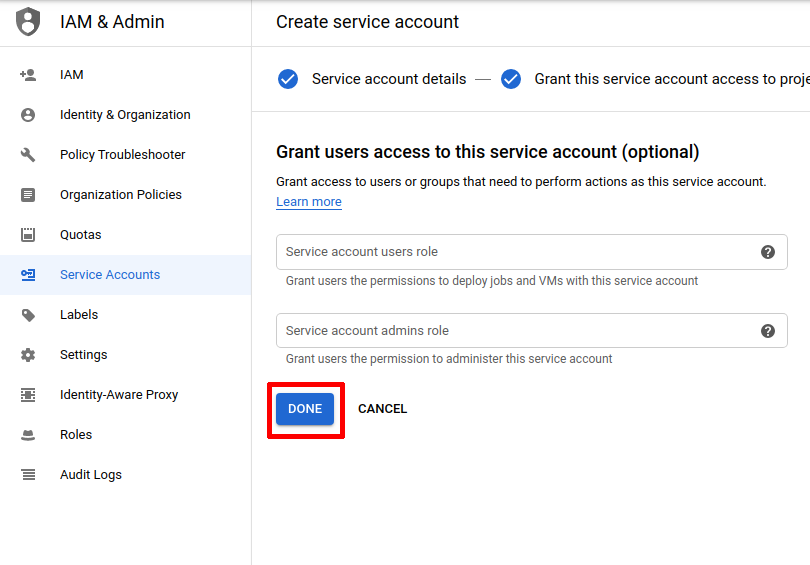 IAM & Admin
Create service account
IAM
Identity & Organization
Policy Troubleshooter
Organization Policies
Quotas
Service Accounts
Labels
Settings
Identity-Aware Proxy
Roles
Audit Logs
Service account details — Grant this service account access to proje
Grant users access to this service account (optional)
Grant access to users or groups that need to perform actions as this service account.
Learn more
Service account users role
Grant users the permissions to deploy jobs and VMs with this service account
Service account admins role
Grant users the permission to administer this service account
DONE CANCEL